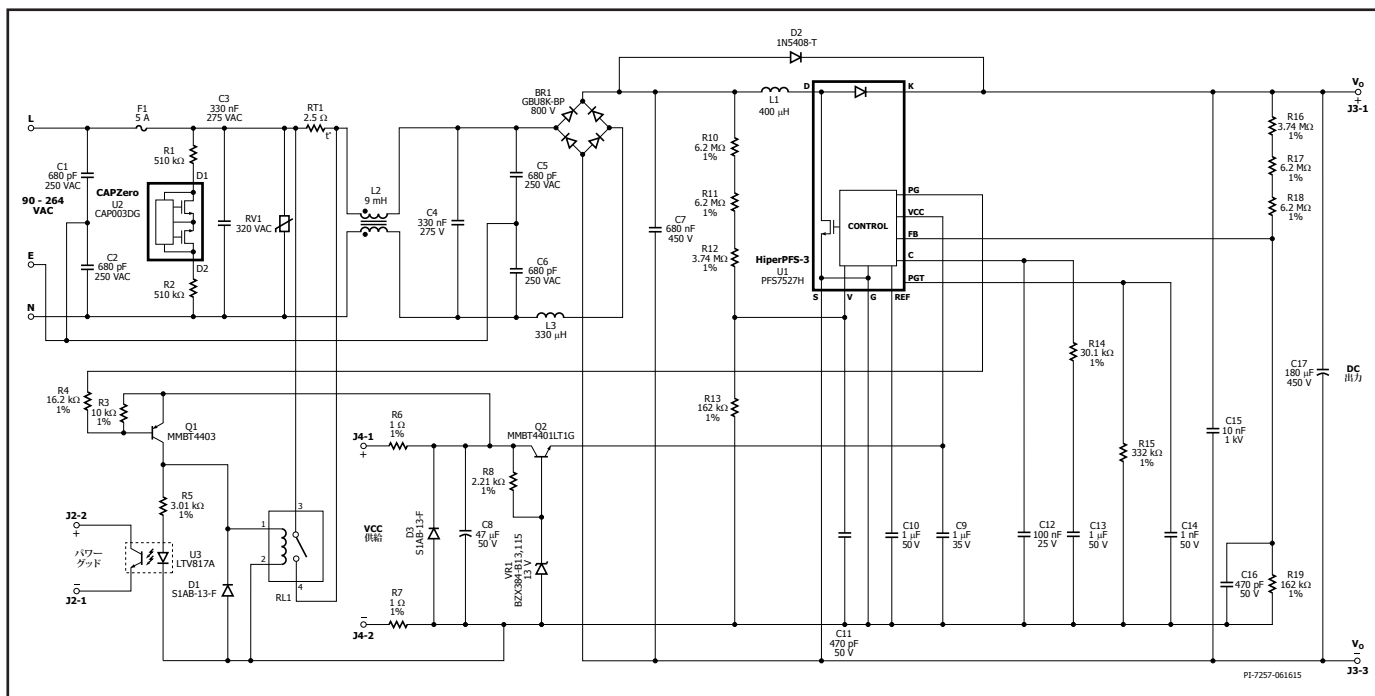 D2
1N5408-T
BR1
GBU8K-BP
800 V
D
K
L1
400 µH
VO
+
J3-1
L
F1
5 A
C3
330 nF
275 VAC
RT1
2.5 Ω
t°
R1
510 kΩ
D1
C1
680 pF
250 VAC
CAPZero
U2
CAP003DG
90 - 264
VAC
RV1
320 VAC
L2
9 mH
C4
330 nF
275 V
C5
680 pF
250 VAC
R10
6.2 MΩ
1%
R11
6.2 MΩ
1%
R12
3.74 MΩ
1%
C7
680 nF
450 V
R16
3.74 MΩ
1%
R17
6.2 MΩ
1%
R18
6.2 MΩ
1%
PG
VCC
CONTROL
FB
C
PGT
HiperPFS-3
U1
PFS7527H
S
V
G
REF
C2
680 pF
250 VAC
D2
E
R2
510 kΩ
N
C6
680 pF
250 VAC
L3
330 µH
R14
30.1 kΩ
1%
C17
180 µF
450 V
DC
出力
R4
16.2 kΩ
1%
R3
10 kΩ
1%
Q1
MMBT4403
J4-1
+
R6
1 Ω
1%
Q2
MMBT4401LT1G
R13
162 kΩ
1%
R8
2.21 kΩ
1%
C15
10 nF
1 kV
R15
332 kΩ
1%
R5
3.01 kΩ
1%
J2-2
+
パワー
グッド
U3
LTV817A
D1
S1AB-13-F
–
J2-1
1
2
3
4
RL1
VCC
供給
D3
S1AB-13-F
C8
47 µF
50 V
VR1
BZX384-B13,115
13 V
R7
1 Ω
1%
–
J4-2
C10
1 µF
50 V
C9
1 µF
35 V
C12
100 nF
25 V
C13
1 µF
50 V
C14
1 nF
50 V
C16
470 pF
50 V
R19
162 kΩ
1%
C11
470 pF
50 V
VO
–
J3-3
PI-7257-061615